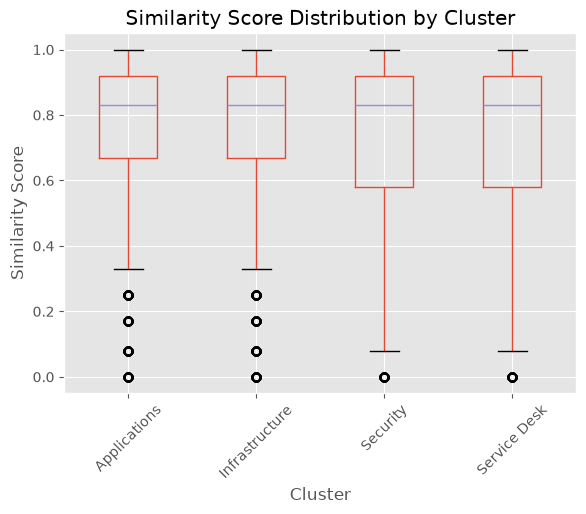 Similarity Score Distribution by Cluster
1.0
0.8
0.6
0.4
0.2
0.0
Similarity Score
Applications
Infrastructure
Security
Service Desk
Cluster